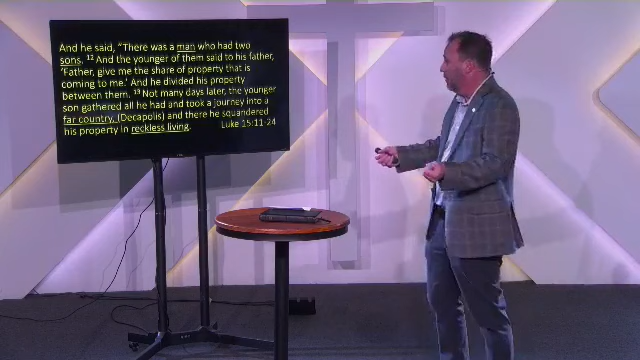 And he said, "There was a man who had two
sons. 12 And the younger of them said to his father,
'Father, give me the share of property that is
coming to me.' And he divided his property
between them. 13 Not many days later, the younger
son gathered all he had and took a journey into a
far country, (Decapolis) and there he squandered
his property in reckless living. Luke 15:11-24